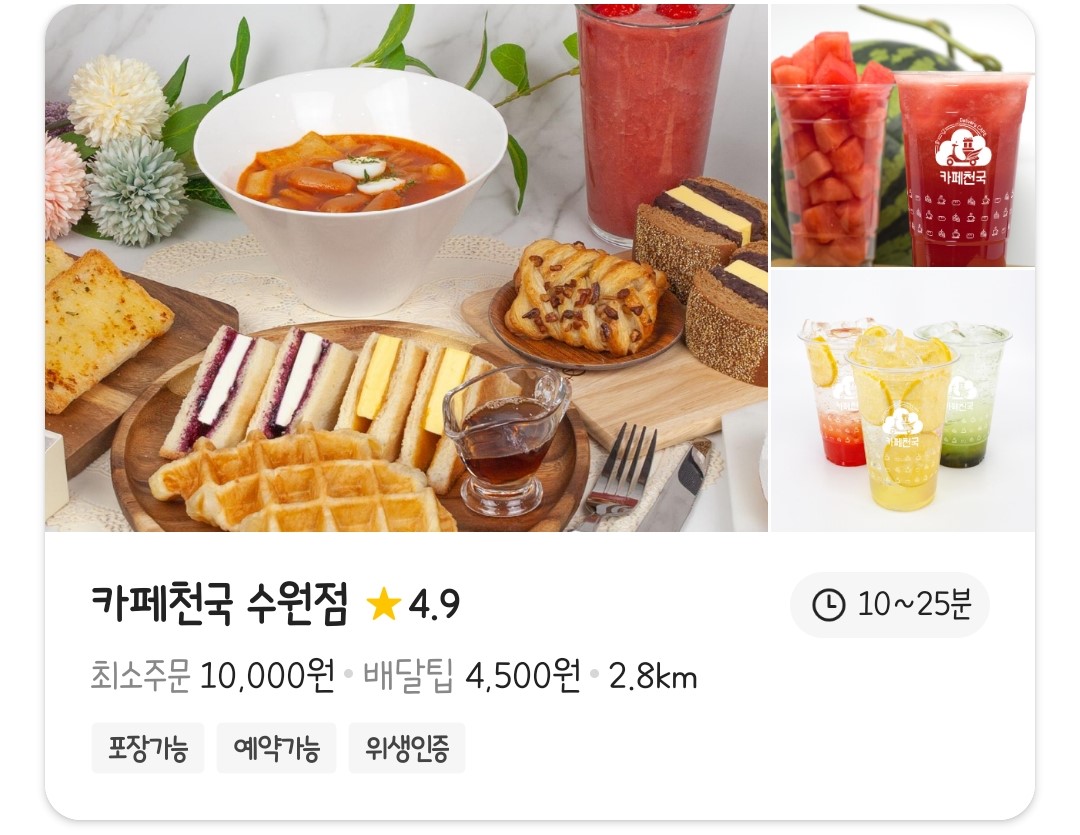 카페천국
카페천국
카페천국 수원점 ★ 4.9
10~25분
최소주문 10,000원 • 배달팁 4,500원 • 2.8km
포장가능 예약가능 위생인증